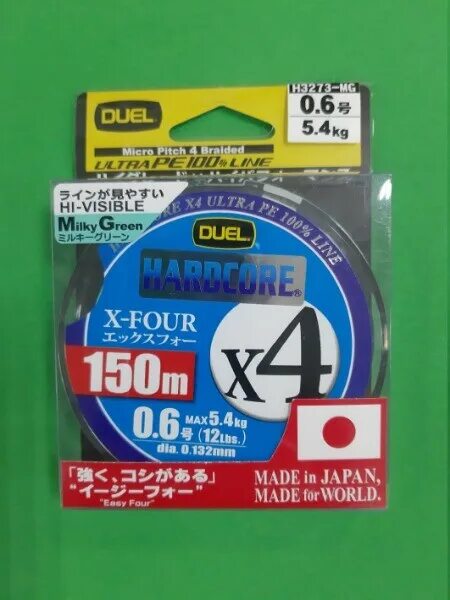 H3273-MG
DUEL®
0.6号
5.4kg
Micro Pitch 4 Braided
ULTRA PE 100% LINE
ラインが見やすい
HI-VISIBLE
Milky Green
ミルキーグリーン
X4 ULTRA PE 100% LINE
DUEL®
HARDCORE®
X-FOUR
エックスフォー
x4
150m
0.6号
MAX5.4kg
(12Lbs.)
dia. 0.132mm
「強く、コシがある」
"イージーフォー"
"Easy Four"
MADE in JAPAN,
MADE for WORLD.